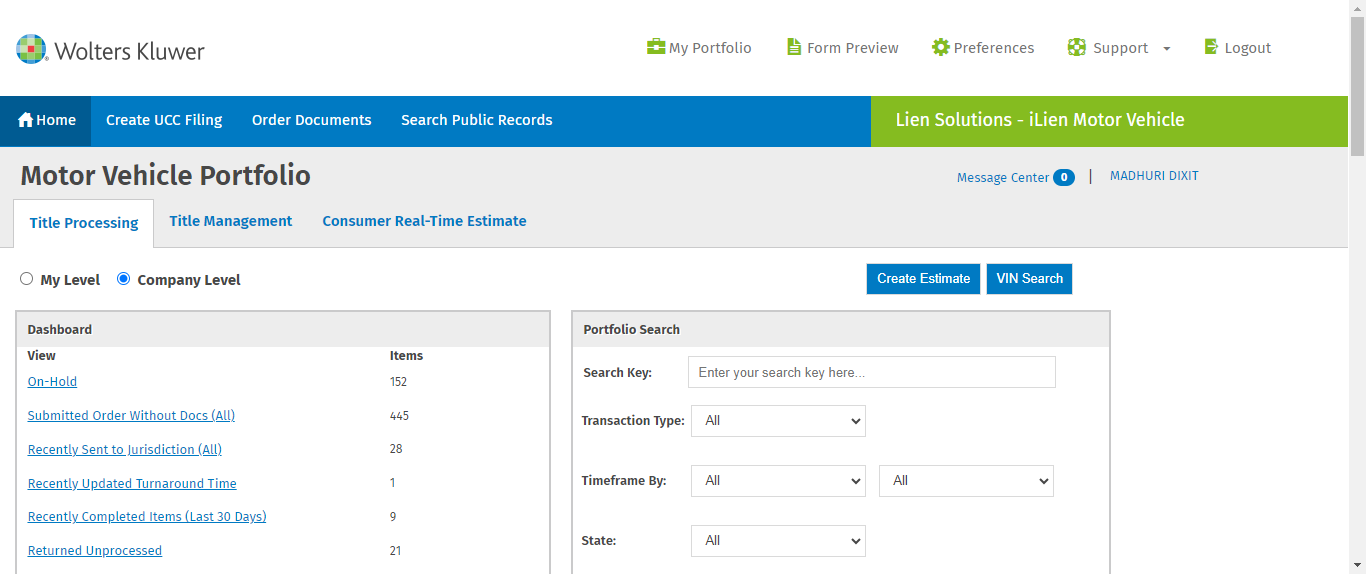 Wolters Kluwer
My Portfolio Form Preview Preferences Support Logout
Home Create UCC Filing Order Documents Search Public Records Lien Solutions - iLien Motor Vehicle
Motor Vehicle Portfolio
Message Center 0 | MADHURI DIXIT
Title Processing Title Management Consumer Real-Time Estimate
My Level Company Level Create Estimate VIN Search
Dashboard
View Items
On-Hold 152
Submitted Order Without Docs (All) 445
Recently Sent to Jurisdiction (All) 28
Recently Updated Turnaround Time 1
Recently Completed Items (Last 30 Days) 9
Returned Unprocessed 21
Portfolio Search
Search Key: Enter your search key here...
Transaction Type: All
Timeframe By: All All
State: All